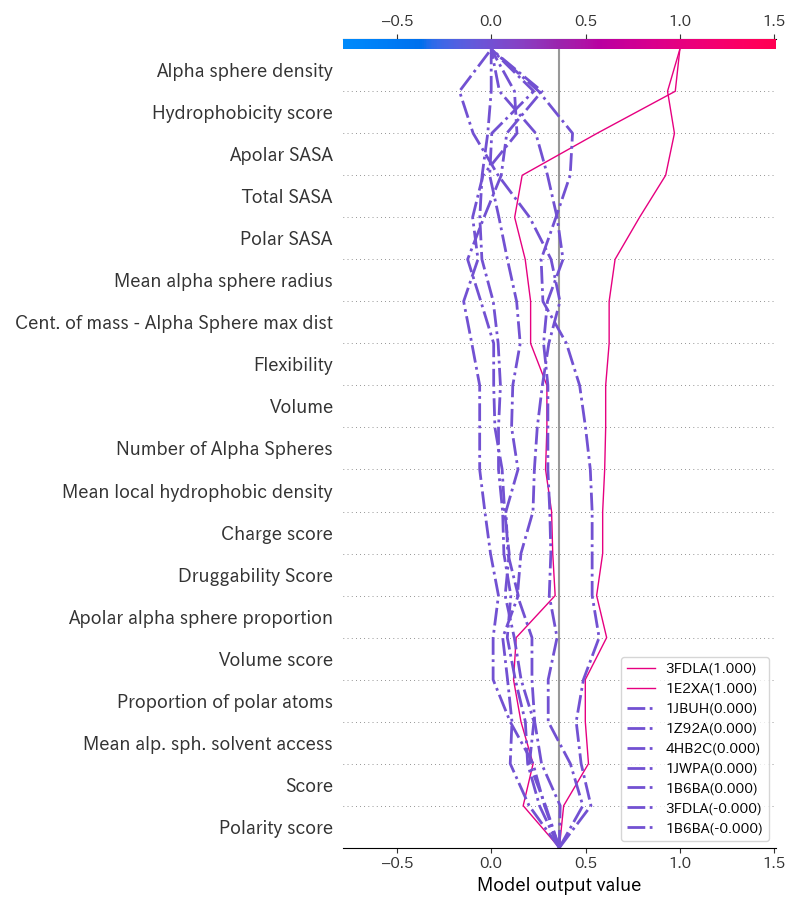 −0.5 0.0 0.5 1.0 1.5
Alpha sphere density
Hydrophobicity score
Apolar SASA
Total SASA
Polar SASA
Mean alpha sphere radius
Cent. of mass - Alpha Sphere max dist
Flexibility
Volume
Number of Alpha Spheres
Mean local hydrophobic density
Charge score
Druggability Score
Apolar alpha sphere proportion
Volume score
Proportion of polar atoms
Mean alp. sph. solvent access
Score
Polarity score
3FDLA(1.000)
1E2XA(1.000)
1JBUH(0.000)
1Z92A(0.000)
4HB2C(0.000)
1JWPA(0.000)
1B6BA(0.000)
3FDLA(-0.000)
1B6BA(-0.000)
−0.5 0.0 0.5 1.0 1.5
Model output value